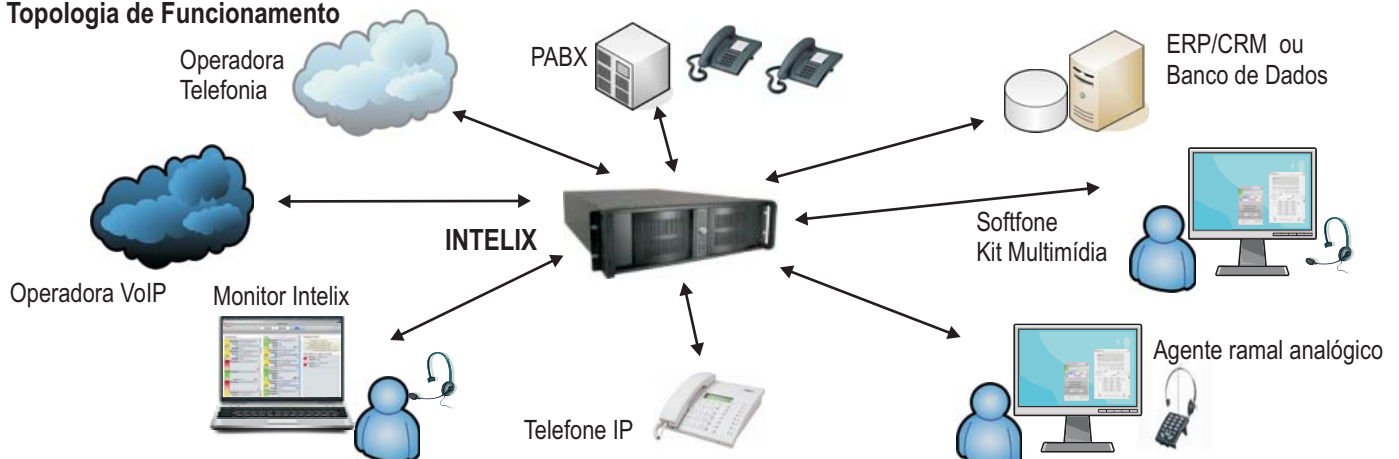 Topologia de Funcionamento
Operadora
Telefonia
PABX
ERP/CRM ou
Banco de Dados
INTELIX
Softfone
Kit Multimídia
Operadora VoIP
Monitor Intelix
Agente ramal analógico
Telefone IP